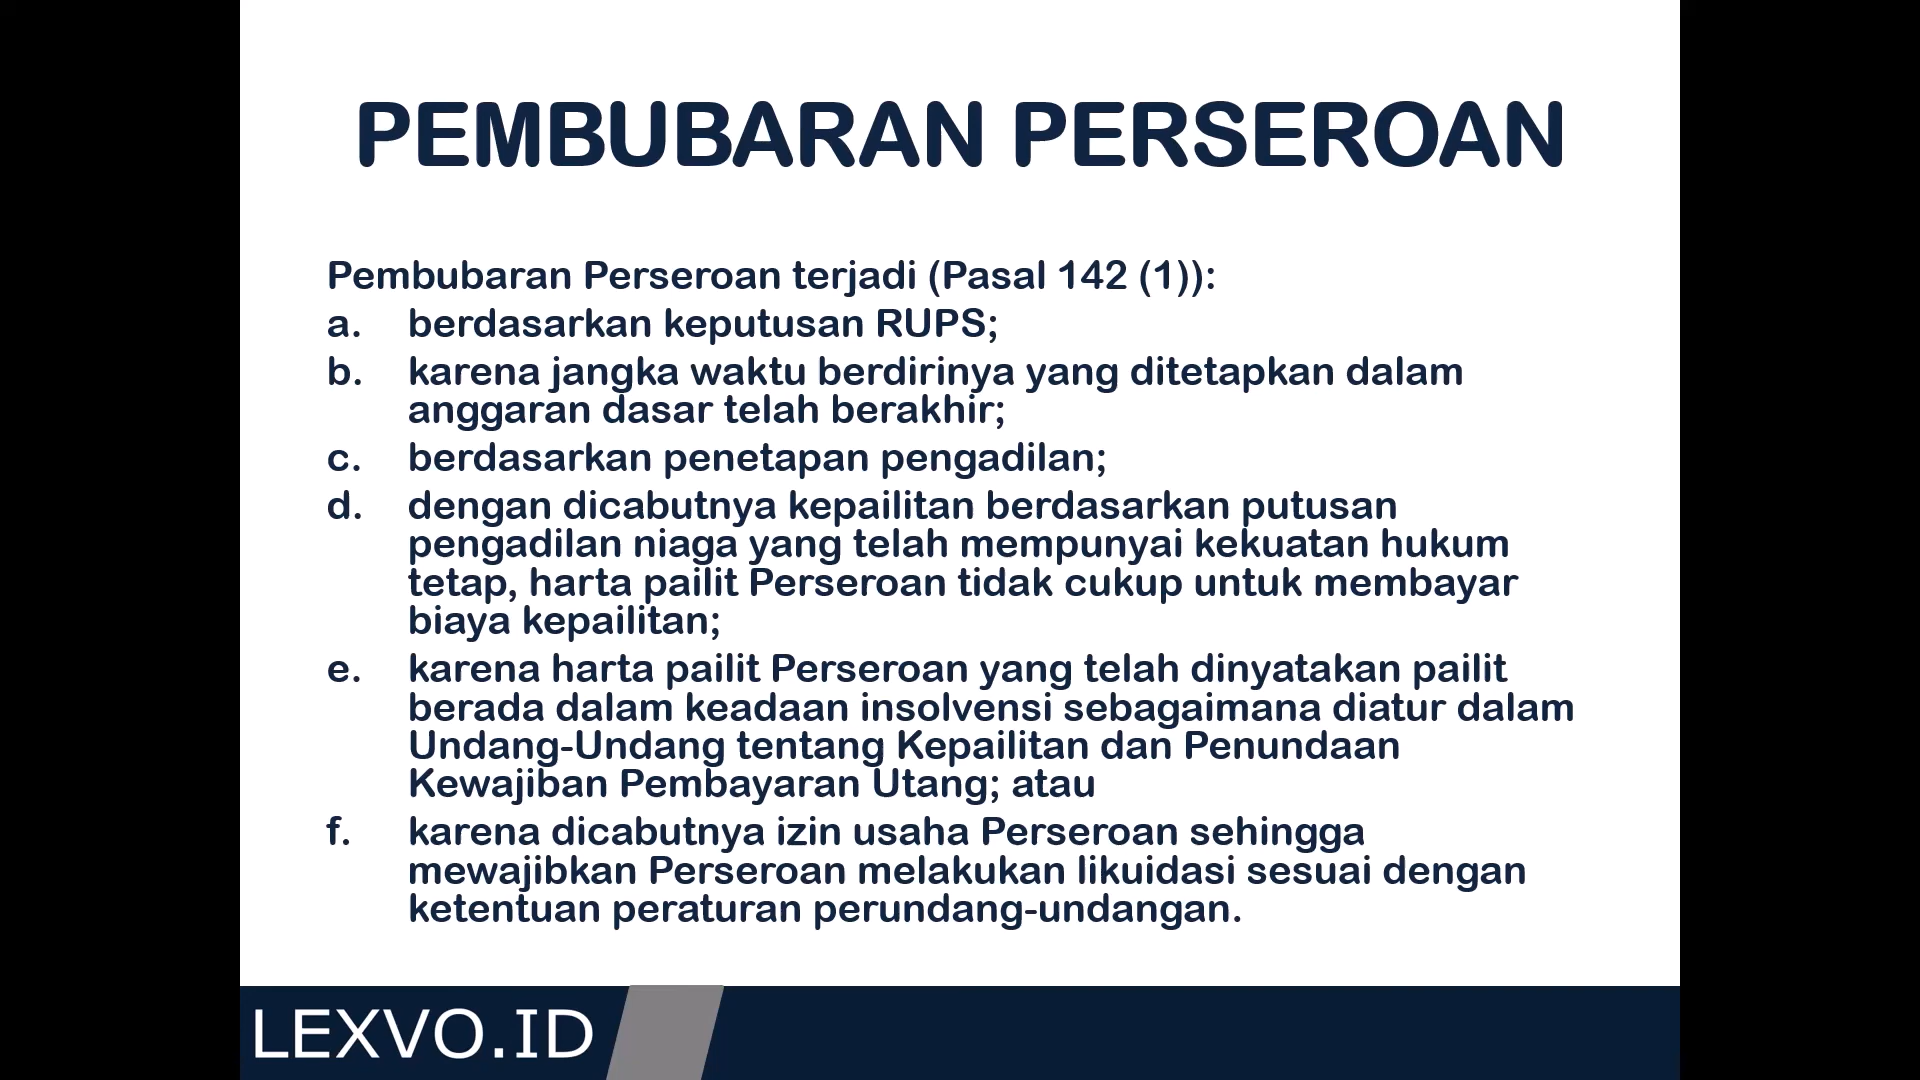 PEMBUBARAN PERSEROAN
Pembubaran Perseroan terjadi (Pasal 142 (1)):
a. berdasarkan keputusan RUPS;
b. karena jangka waktu berdirinya yang ditetapkan dalam
anggaran dasar telah berakhir;
c. berdasarkan penetapan pengadilan;
d. dengan dicabutnya kepailitan berdasarkan putusan
pengadilan niaga yang telah mempunyai kekuatan hukum
tetap, harta pailit Perseroan tidak cukup untuk membayar
biaya kepailitan;
e. karena harta pailit Perseroan yang telah dinyatakan pailit
berada dalam keadaan insolvensi sebagaimana diatur dalam
Undang-Undang tentang Kepailitan dan Penundaan
Kewajiban Pembayaran Utang; atau
f. karena dicabutnya izin usaha Perseroan sehingga
mewajibkan Perseroan melakukan likuidasi sesuai dengan
ketentuan peraturan perundang-undangan.
LEXVO.ID